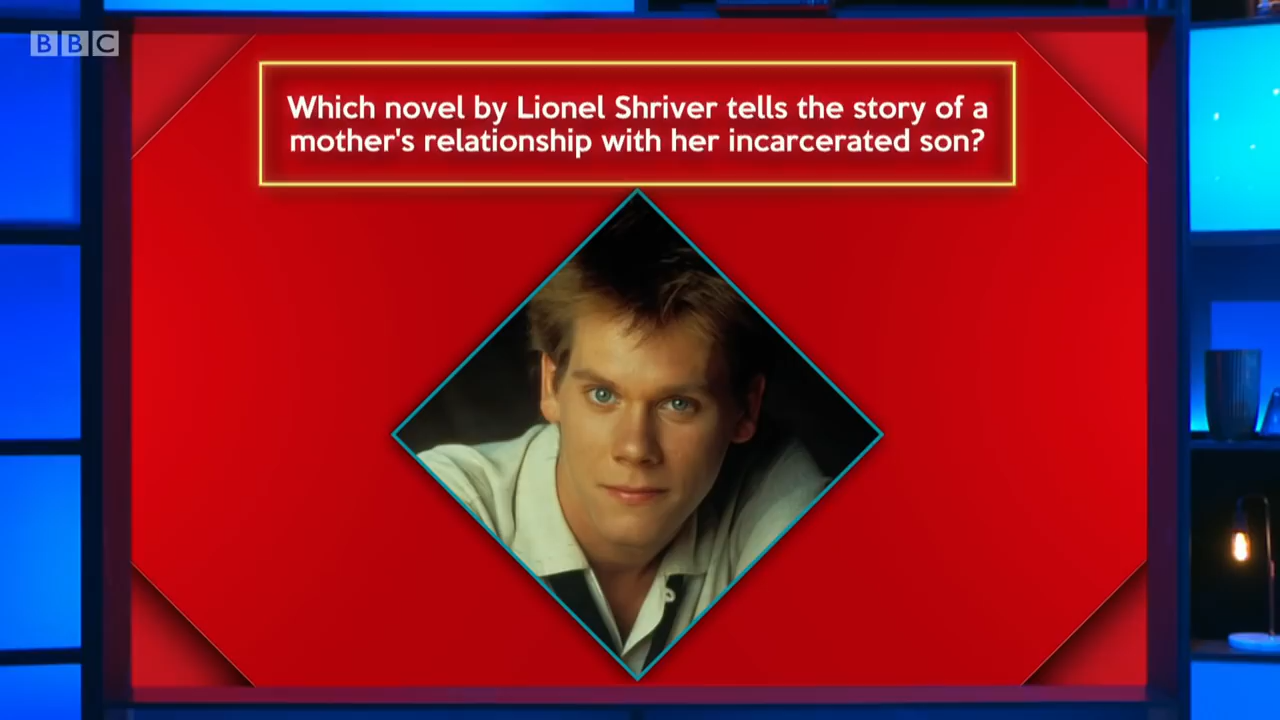 BBC
Which novel by Lionel Shriver tells the story of a
mother's relationship with her incarcerated son?